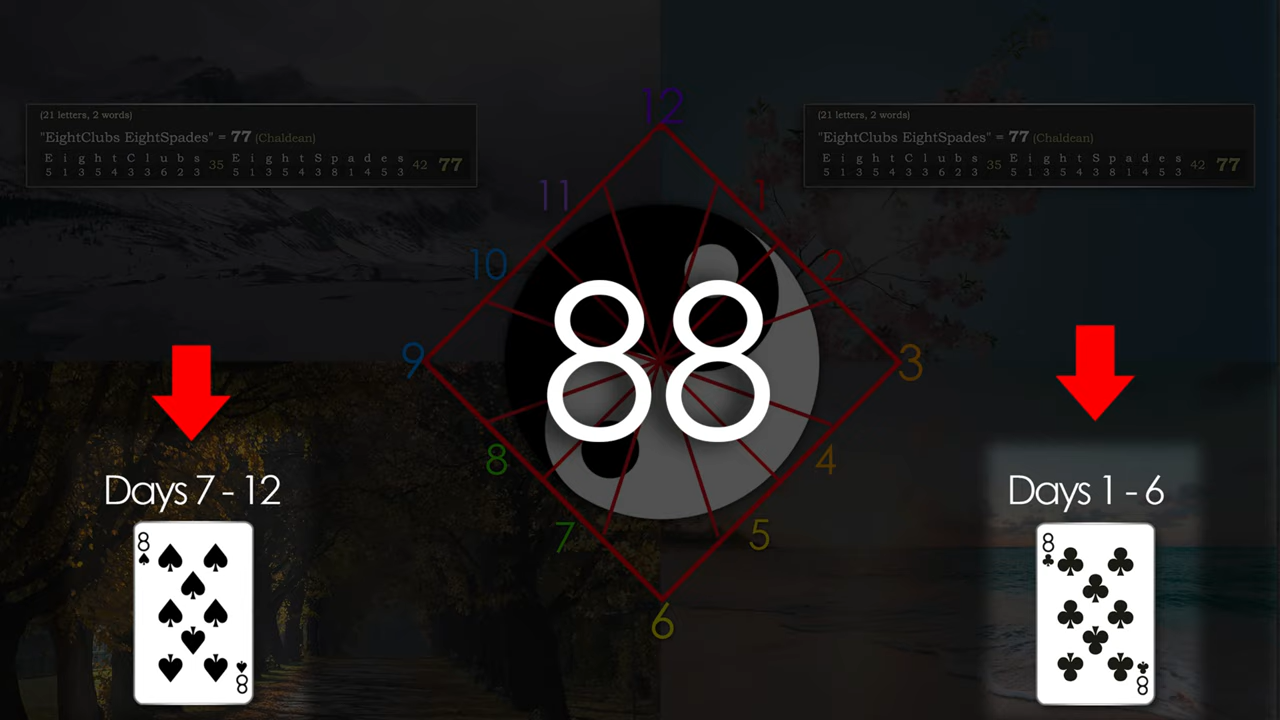 (21 letters, 2 words)
"EightClubs EightSpades" = 77 (Chaldean)
E i g h t C l u b s 35 E i g h t S p a d e s 42 77
5 1 3 5 4 3 3 6 2 3 5 1 3 5 4 3 8 1 4 5 3
(21 letters, 2 words)
"EightClubs EightSpades" = 77 (Chaldean)
E i g h t C l u b s 35 E i g h t S p a d e s 42 77
5 1 3 5 4 3 3 6 2 3 5 1 3 5 4 3 8 1 4 5 3
12
11
1
10
2
88
9
3
8
4
7
5
6
Days 7 - 12
8
8
Days 1 - 6
8
8